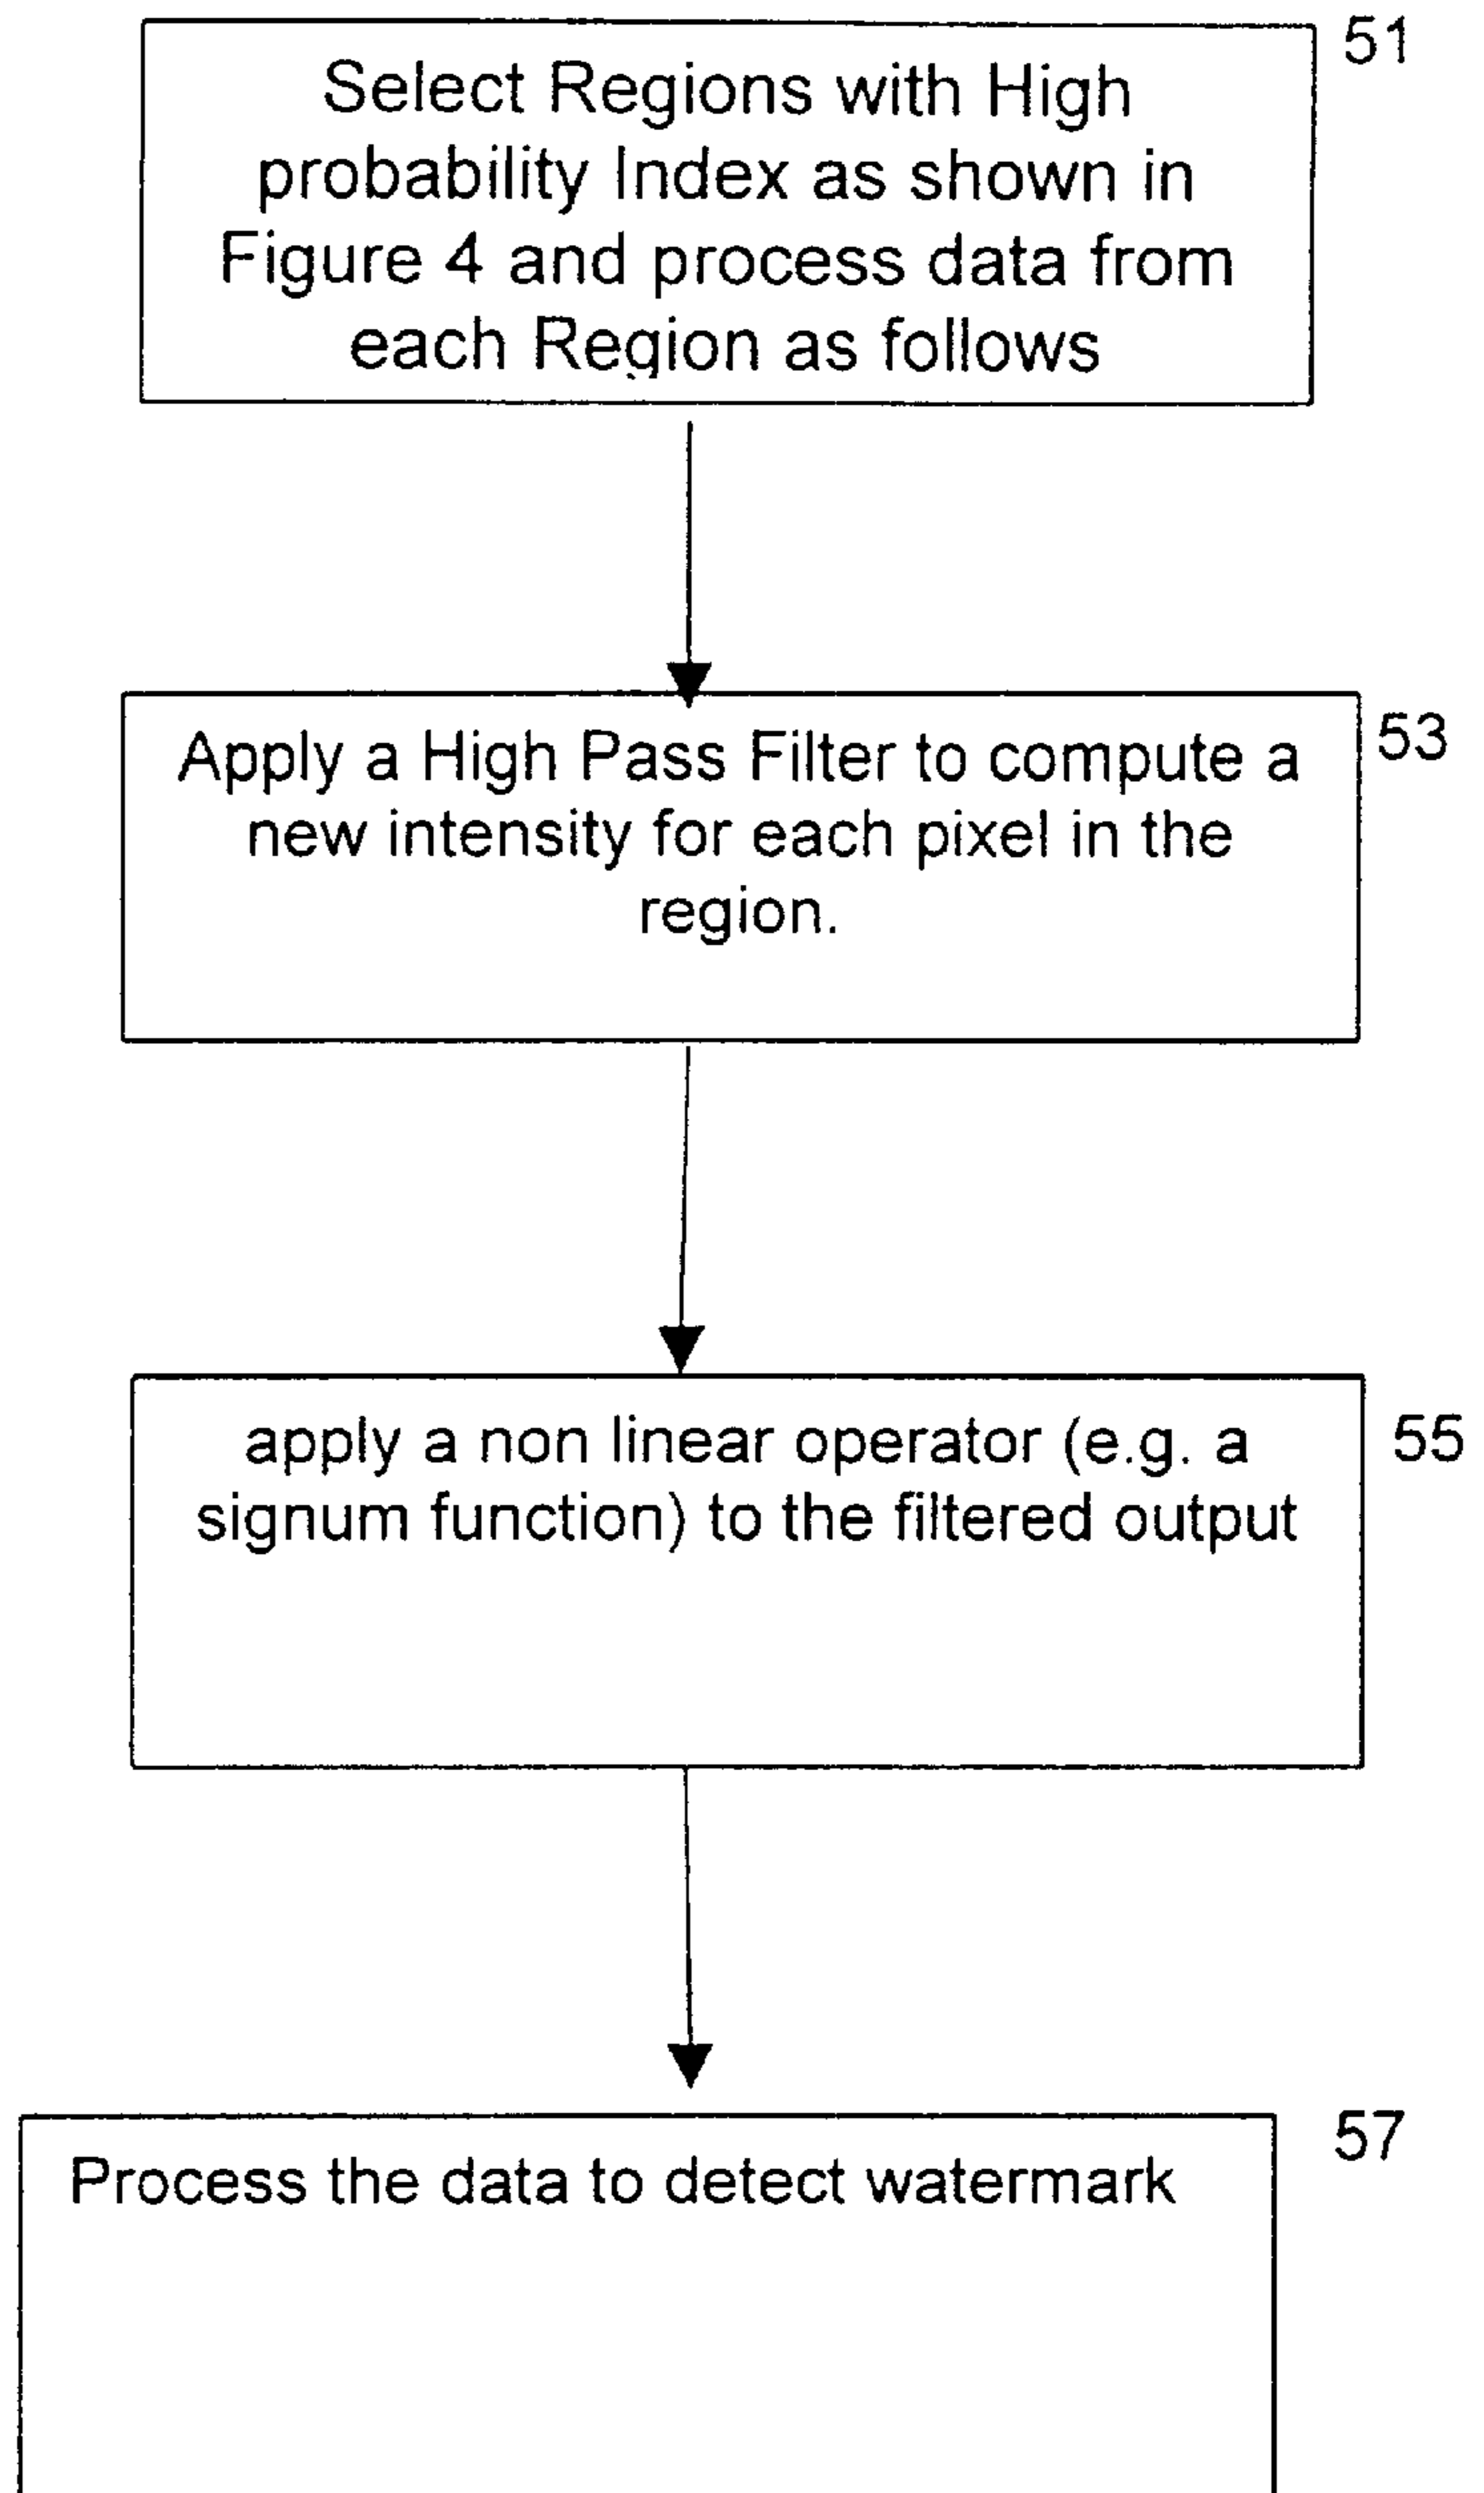 51
Select Regions with High
probability Index as shown in
Figure 4 and process data from
each Region as follows
53
Apply a High Pass Filter to compute a
new intensity for each pixel in the
region.
55
apply a non linear operator (e.g. a
signum function) to the filtered output
57
Process the data to detect watermark